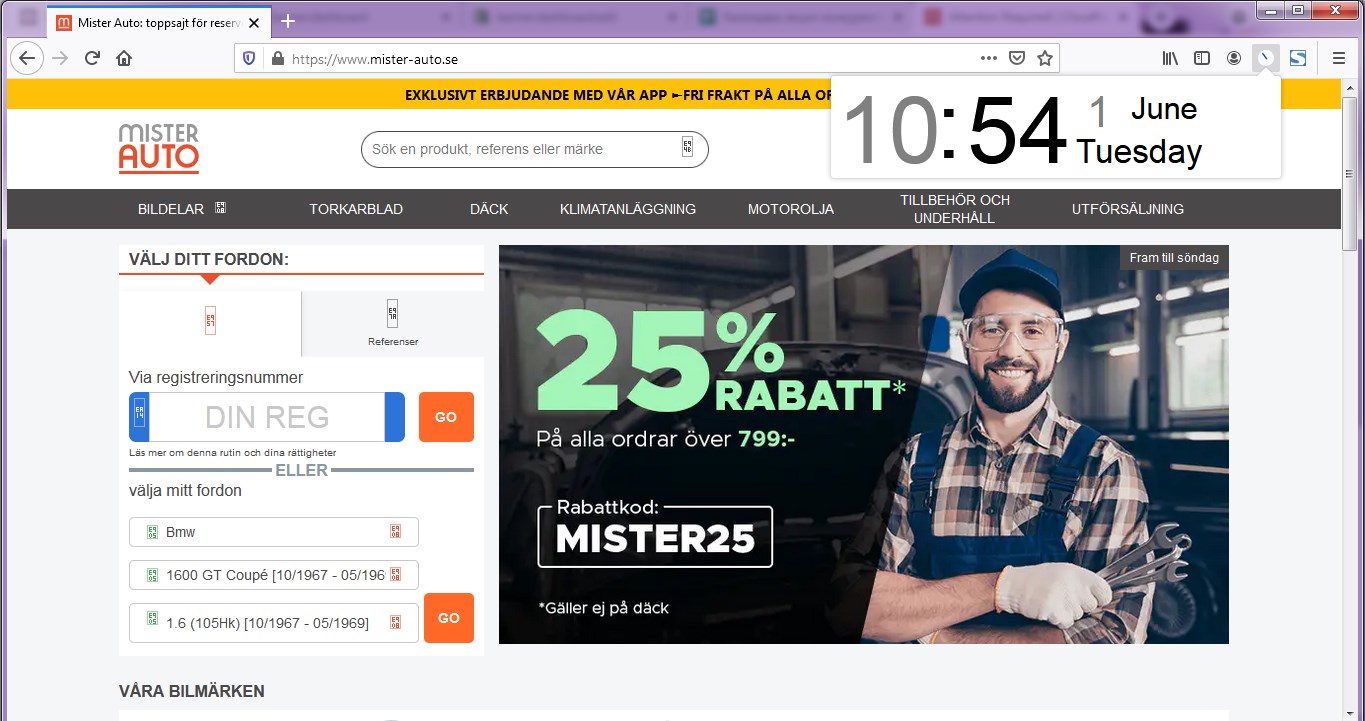 Mister Auto: toppsajt för reserv
https://www.mister-auto.se
EXKLUSIVT ERBJUDANDE MED VÅR APP ►FRI FRAKT PÅ ALLA OF
10:54 1 June
Tuesday
MISTER
AUTO
Sök en produkt, referens eller märke
BILDELAR
TORKARBLAD
DÄCK
KLIMATANLÄGGNING
MOTOROLJA
TILLBEHÖR OCH
UNDERHÅLL
UTFÖRSÄLJNING
VÄLJ DITT FORDON:
Referenser
Via registreringsnummer
DIN REG
GO
Läs mer om denna rutin och dina rättigheter
ELLER
välja mitt fordon
Bmw
1600 GT Coupé [10/1967 - 05/196
1.6 (105Hk) [10/1967 - 05/1969]
GO
Fram till söndag
25%
RABATT*
På alla ordrar över 799:-
Rabattkod:
MISTER25
*Gäller ej på däck
VÅRA BILMÄRKEN